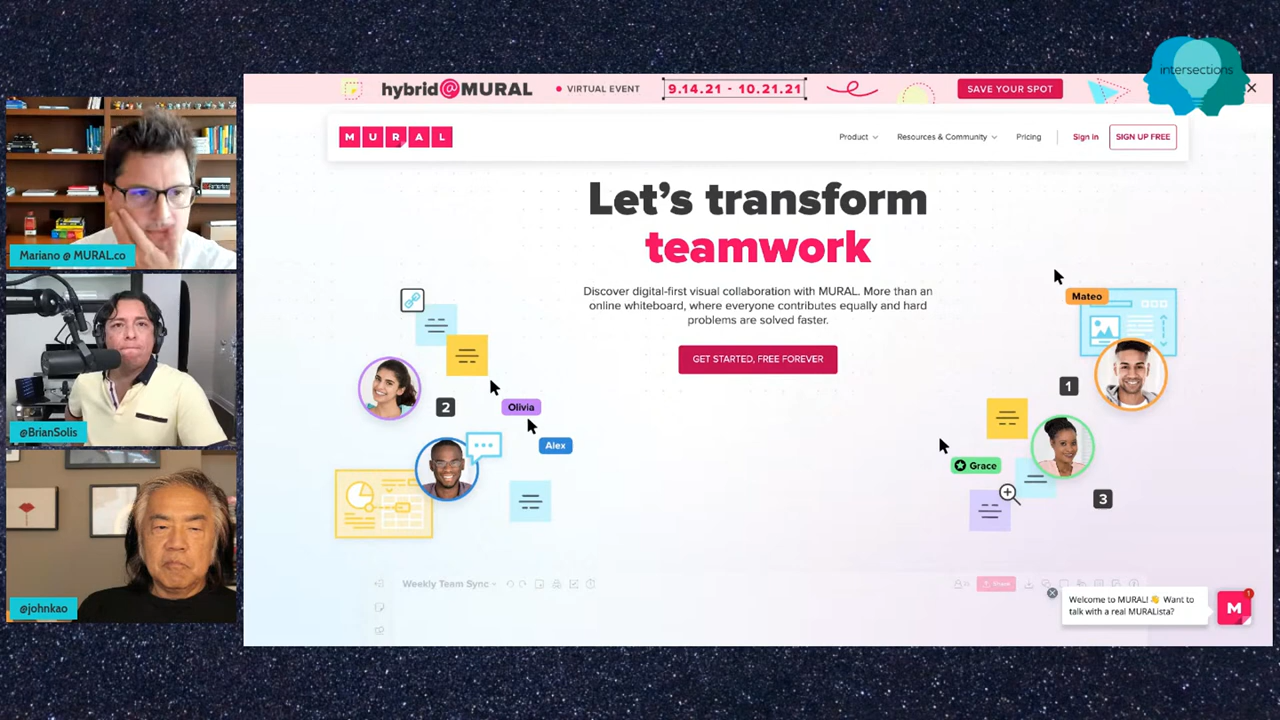 intersections
hybrid@MURAL
VIRTUAL EVENT
9.14.21 - 10.21.21
SAVE YOUR SPOT
MURAL
Product
Resources & Community
Pricing
Sign in
SIGN UP FREE
Let's transform
teamwork
Discover digital-first visual collaboration with MURAL. More than an
online whiteboard, where everyone contributes equally and hard
problems are solved faster.
GET STARTED, FREE FOREVER
Mariano @ MURAL.co
@BrianSolis
@johnkao
2
Olivia
Alex
Mateo
1
Grace
3
Weekly Team Sync
Share
Welcome to MURAL! 👋 Want to
talk with a real MURALista?
M
1